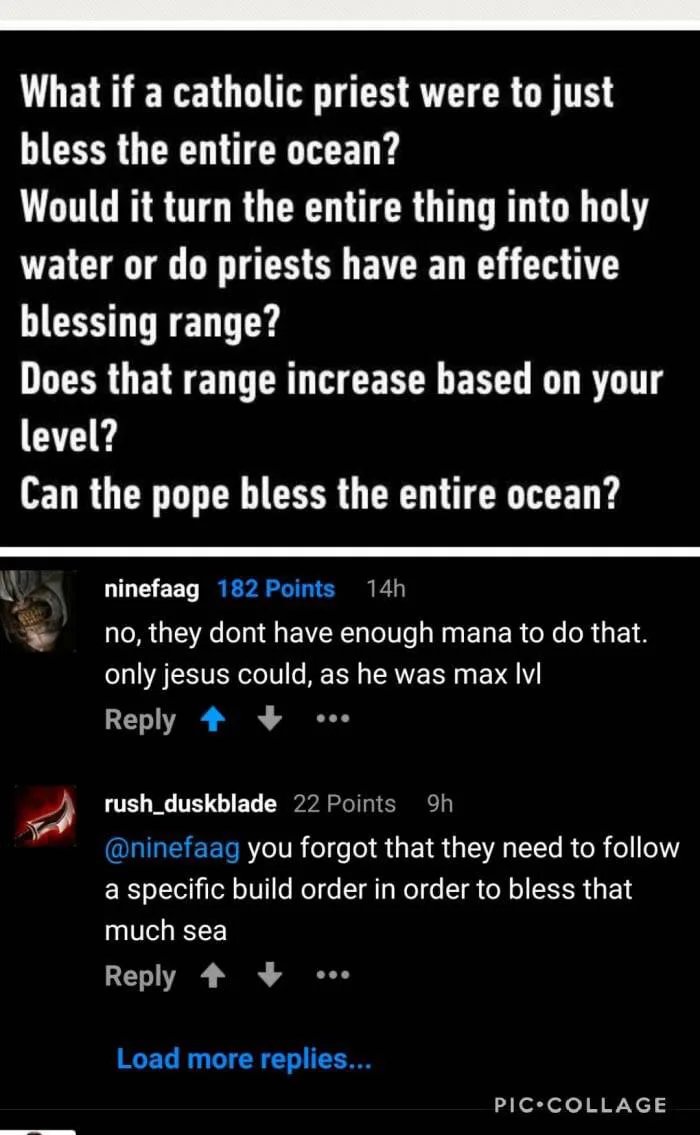 What if a catholic priest were to just
bless the entire ocean?
Would it turn the entire thing into holy
water or do priests have an effective
blessing range?
Does that range increase based on your
level?
Can the pope bless the entire ocean?
ninefaag 182 Points 14h
no, they dont have enough mana to do that.
only jesus could, as he was max lvl
Reply
rush_duskblade 22 Points 9h
@ninefaag you forgot that they need to follow
a specific build order in order to bless that
much sea
Reply
Load more replies...
PIC•COLLAGE